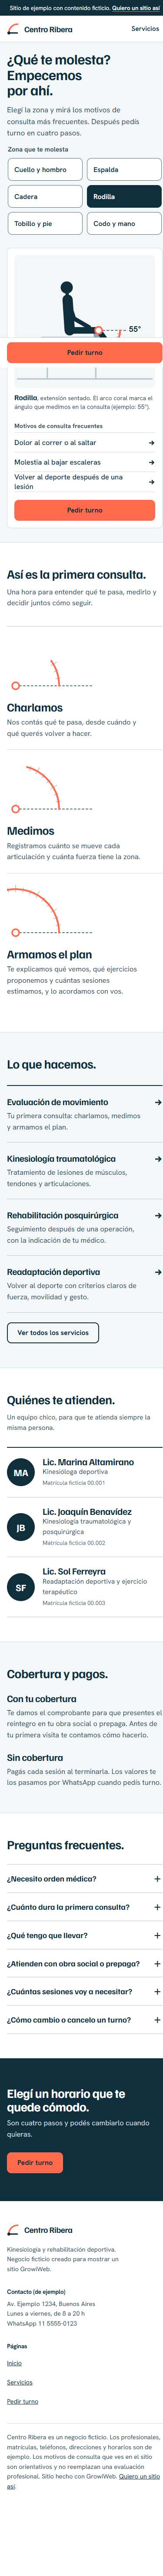 Sitio de ejemplo con contenido ficticio. Quiero un sitio así
Centro Ribera
Servicios
¿Qué te molesta?
Empecemos
por ahí.
Elegí la zona y mirá los motivos de
consulta más frecuentes. Después pedís
turno en cuatro pasos.
Zona que te molesta
Cuello y hombro
Espalda
Cadera
Rodilla
Tobillo y pie
Codo y mano
55°
Pedir turno
Rodilla, extensión sentado. El arco coral marca el
ángulo que medimos en la consulta (ejemplo: 55°).
Motivos de consulta frecuentes
Dolor al correr o al saltar
Molestia al bajar escaleras
Volver al deporte después de una
lesión
Pedir turno
Así es la primera consulta.
Una hora para entender qué te pasa, medirlo y
decidir juntos cómo seguir.
Charlamos
Nos contás qué te pasa, desde cuándo y
qué querés volver a hacer.
Medimos
Registramos cuánto se mueve cada
articulación y cuánta fuerza tiene la zona.
Armamos el plan
Te explicamos qué vemos, qué ejercicios
proponemos y cuántas sesiones
estimamos, y lo acordamos con vos.
Lo que hacemos.
Evaluación de movimiento
Tu primera consulta: charlamos, medimos
y armamos el plan.
Kinesiología traumatológica
Tratamiento de lesiones de músculos,
tendones y articulaciones.
Rehabilitación posquirúrgica
Seguimiento después de una operación,
con la indicación de tu médico.
Readaptación deportiva
Volver al deporte con criterios claros de
fuerza, movilidad y gesto.
Ver todos los servicios
Quiénes te atienden.
Un equipo chico, para que te atienda siempre la
misma persona.
MA
Lic. Marina Altamirano
Kinesióloga deportiva
Matrícula ficticia 00.001
JB
Lic. Joaquín Benavídez
Kinesiología traumatológica y
posquirúrgica
Matrícula ficticia 00.002
SF
Lic. Sol Ferreyra
Readaptación deportiva y ejercicio
terapéutico
Matrícula ficticia 00.003
Cobertura y pagos.
Con tu cobertura
Te damos el comprobante para que presentes el
reintegro en tu obra social o prepaga. Antes de
tu primera visita te contamos cómo hacerlo.
Sin cobertura
Pagás cada sesión al terminarla. Los valores te
los pasamos por WhatsApp cuando pedís turno.
Preguntas frecuentes.
¿Necesito orden médica?
¿Cuánto dura la primera consulta?
¿Qué tengo que llevar?
¿Atienden con obra social o prepaga?
¿Cuántas sesiones voy a necesitar?
¿Cómo cambio o cancelo un turno?
Elegí un horario que te
quede cómodo.
Son cuatro pasos y podés cambiarlo cuando
quieras.
Pedir turno
Centro Ribera
Kinesiología y rehabilitación deportiva.
Negocio ficticio creado para mostrar un
sitio GrowiWeb.
Contacto (de ejemplo)
Av. Ejemplo 1234, Buenos Aires
Lunes a viernes, de 8 a 20 h
WhatsApp 11 5555-0123
Páginas
Inicio
Servicios
Pedir turno
Centro Ribera es un negocio ficticio. Los profesionales,
matrículas, teléfonos, direcciones y horarios son de
ejemplo. Los motivos de consulta que ves en el sitio
son orientativos y no reemplazan una evaluación
profesional. Sitio hecho con GrowiWeb. Quiero un sitio
así.